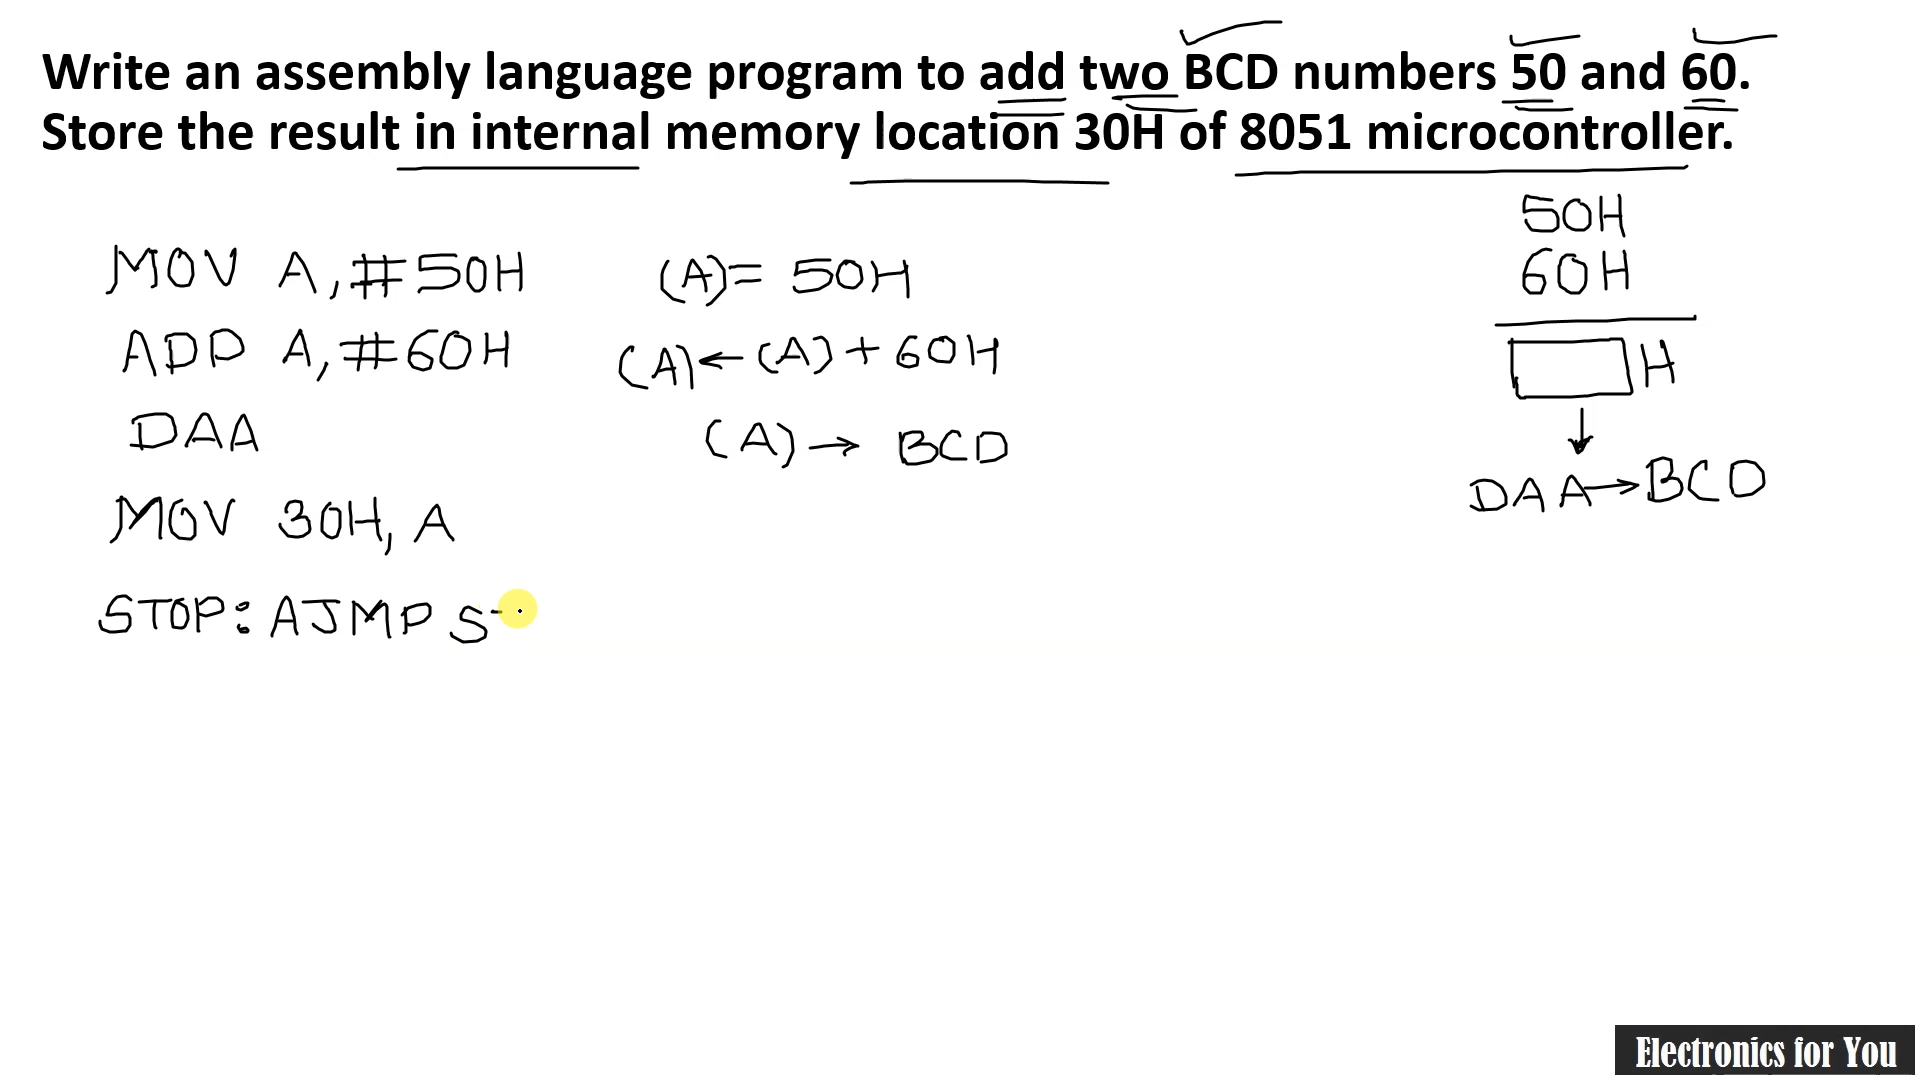 Write an assembly language program to add two BCD numbers 50 and 60.
Store the result in internal memory location 30H of 8051 microcontroller.
MOV A, #50H
ADD A, #60H
DAA
MOV 30H, A
STOP: AJMP S
(A) = 50H
(A) ← (A) + 60H
(A) → BCD
50H
60H
H
↓
DAA → BCD
Electronics for You